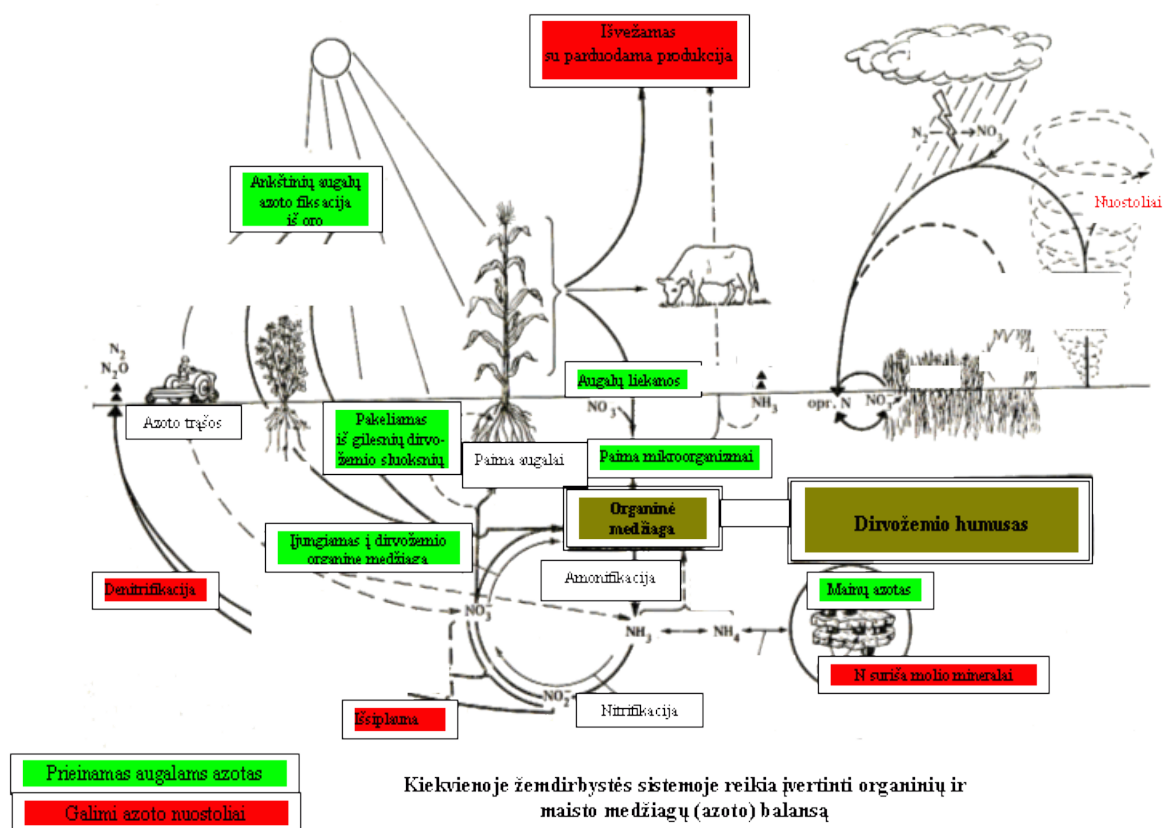 Išvežamas
su parduodama produkcija
N₂ → NO₃
Ankštinių augalų
azoto fiksacija
iš oro
Nuostoliai
N₂
N₂O
Augalų liekanos
NO₃
NH₃
opr. N
NO₃⁻
Azoto trąšos
Pakeliamas
iš gilesnių dirvo-
žemio sluoksnių
Paima augalai
Paima mikroorganizmai
Organinė
medžiaga
Dirvožemio humusas
Įjungiamas į dirvožemio
organinę medžiaga
Amonifikacija
Denitrifikacija
Mainų azotas
NO₃⁻
NH₃
NH₄
N suriša molio mineralai
NO₂⁻
Nitrifikacija
Išsiplauna
Prieinamas augalams azotas
Galimi azoto nuostoliai
Kiekvienoje žemdirbystės sistemoje reikia įvertinti organinių ir
maisto medžiagų (azoto) balansą